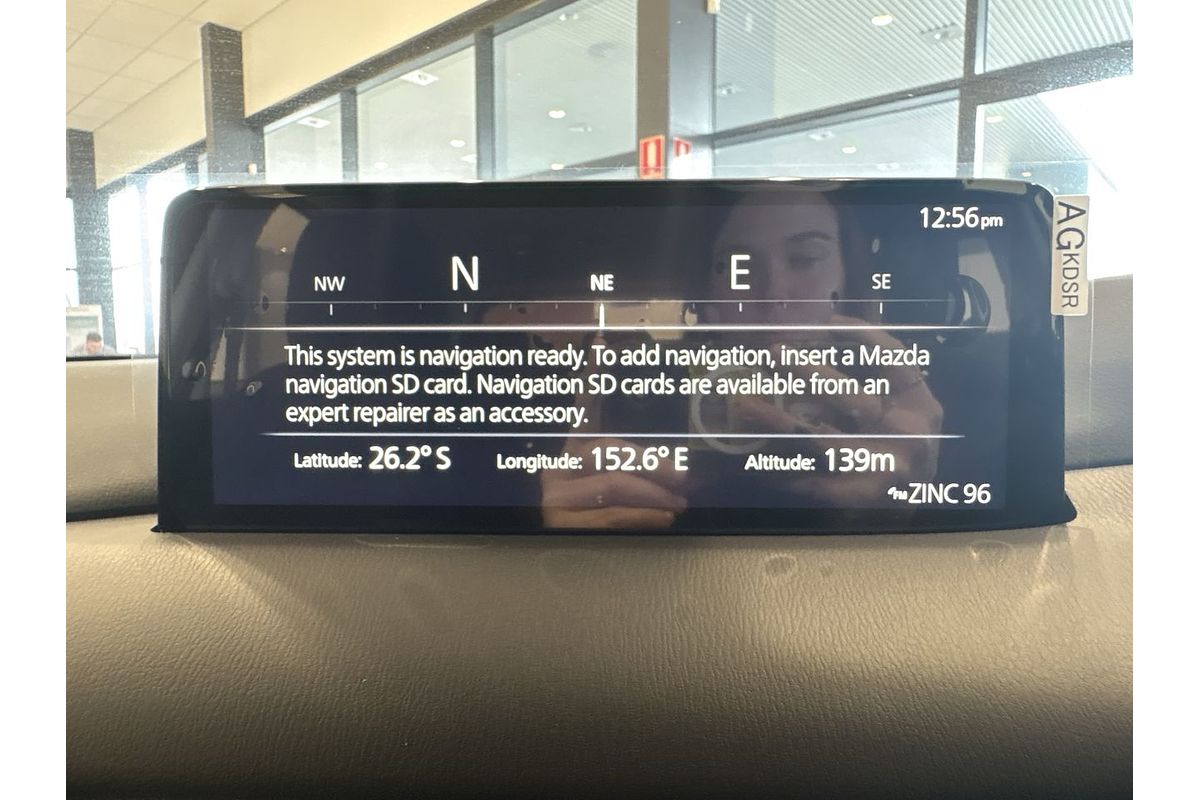 12:56pm
NW N NE E SE
This system is navigation ready. To add navigation, insert a Mazda
navigation SD card. Navigation SD cards are available from an
expert repairer as an accessory.
Latitude: 26.2° S Longitude: 152.6° E Altitude: 139m
FM ZINC 96
AGKDSR